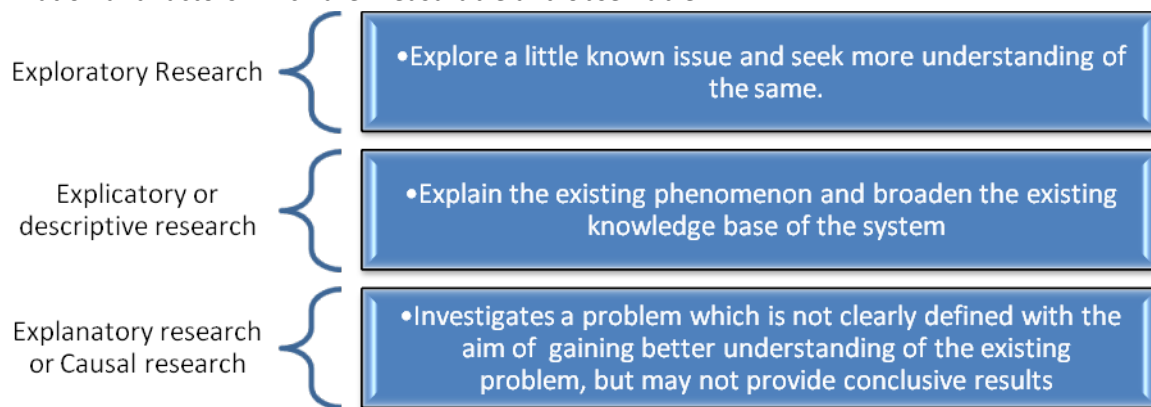 Exploratory Research
•Explore a little known issue and seek more understanding of
the same.
Explicatory or
descriptive research
•Explain the existing phenomenon and broaden the existing
knowledge base of the system
Explanatory research
or Causal research
•Investigates a problem which is not clearly defined with the
aim of gaining better understanding of the existing
problem, but may not provide conclusive results